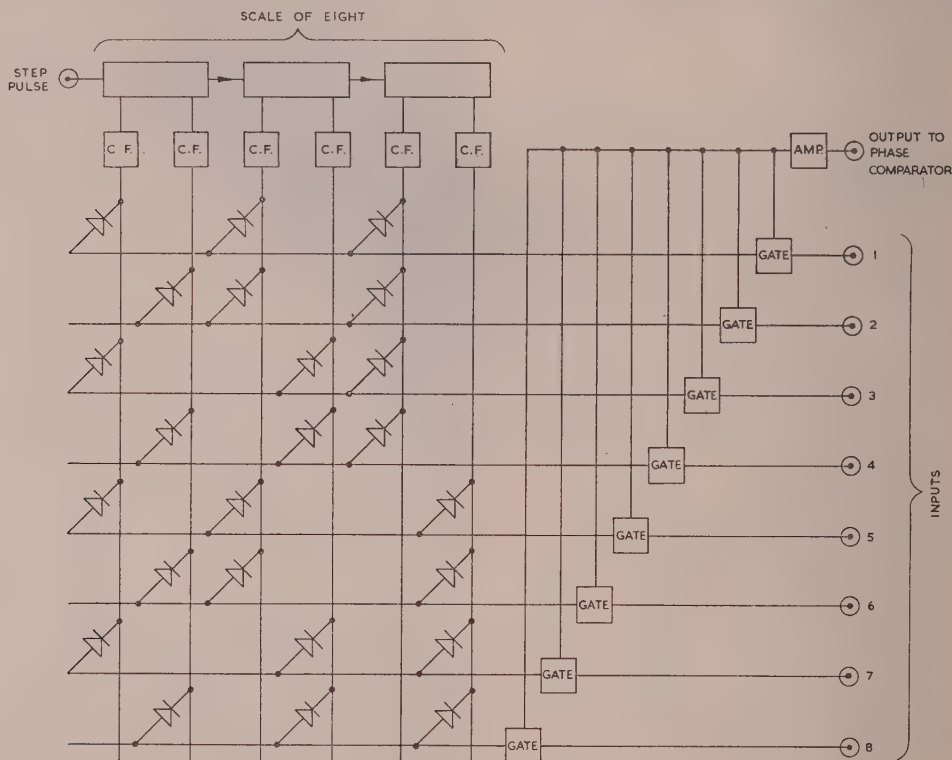 SCALE OF EIGHT
STEP
PULSE
C.F.
C.F.
C.F.
C.F.
C.F.
C.F.
AMP.
OUTPUT TO
PHASE
COMPARATOR
GATE
1
GATE
2
GATE
3
GATE
4
GATE
5
GATE
6
GATE
7
GATE
8
INPUTS